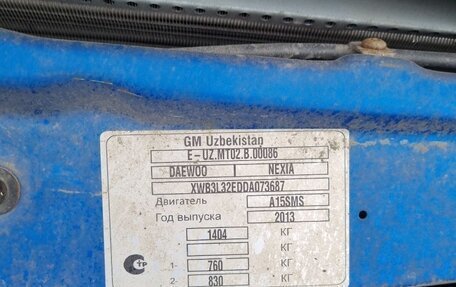 GM Uzbekistan
E-UZ.MT02.B.00086
DAEWOO NEXIA
XWB3L32EDDA073687
Двигатель A15SMS
Год выпуска 2013
1404 КГ
КГ
1- 760 КГ
2- 830 КГ